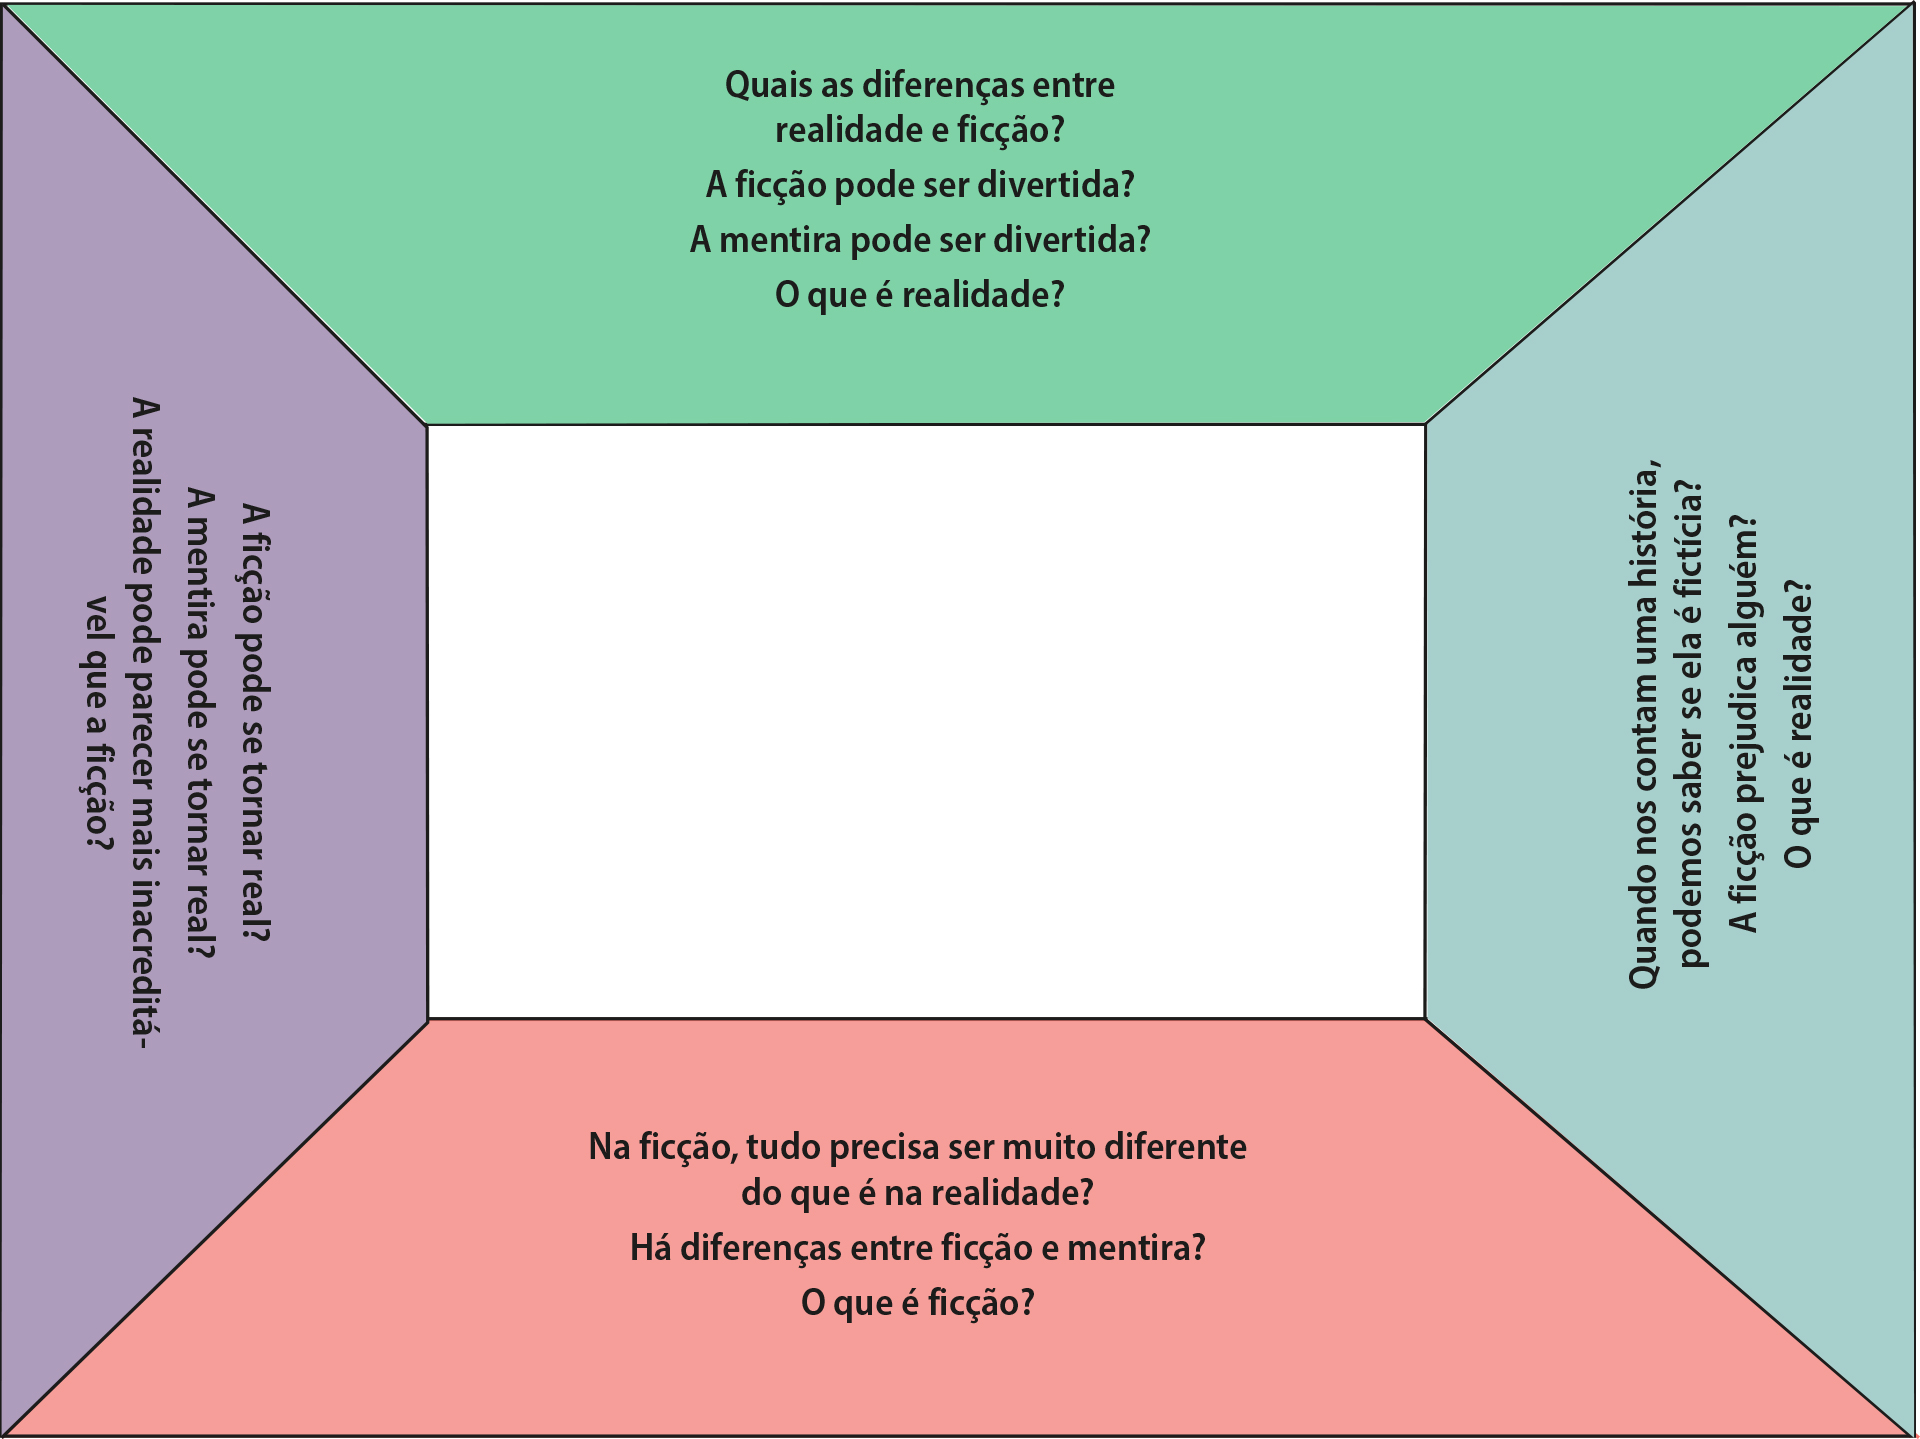 Quais as diferenças entre
realidade e ficção?
A ficção pode ser divertida?
A mentira pode ser divertida?
O que é realidade?
A ficção pode se tornar real?
A mentira pode se tornar real?
A realidade pode parecer mais inacreditá-
vel que a ficção?
Quando nos contam uma história,
podemos saber se ela é fictícia?
A ficção prejudica alguém?
O que é realidade?
Na ficção, tudo precisa ser muito diferente
do que é na realidade?
Há diferenças entre ficção e mentira?
O que é ficção?